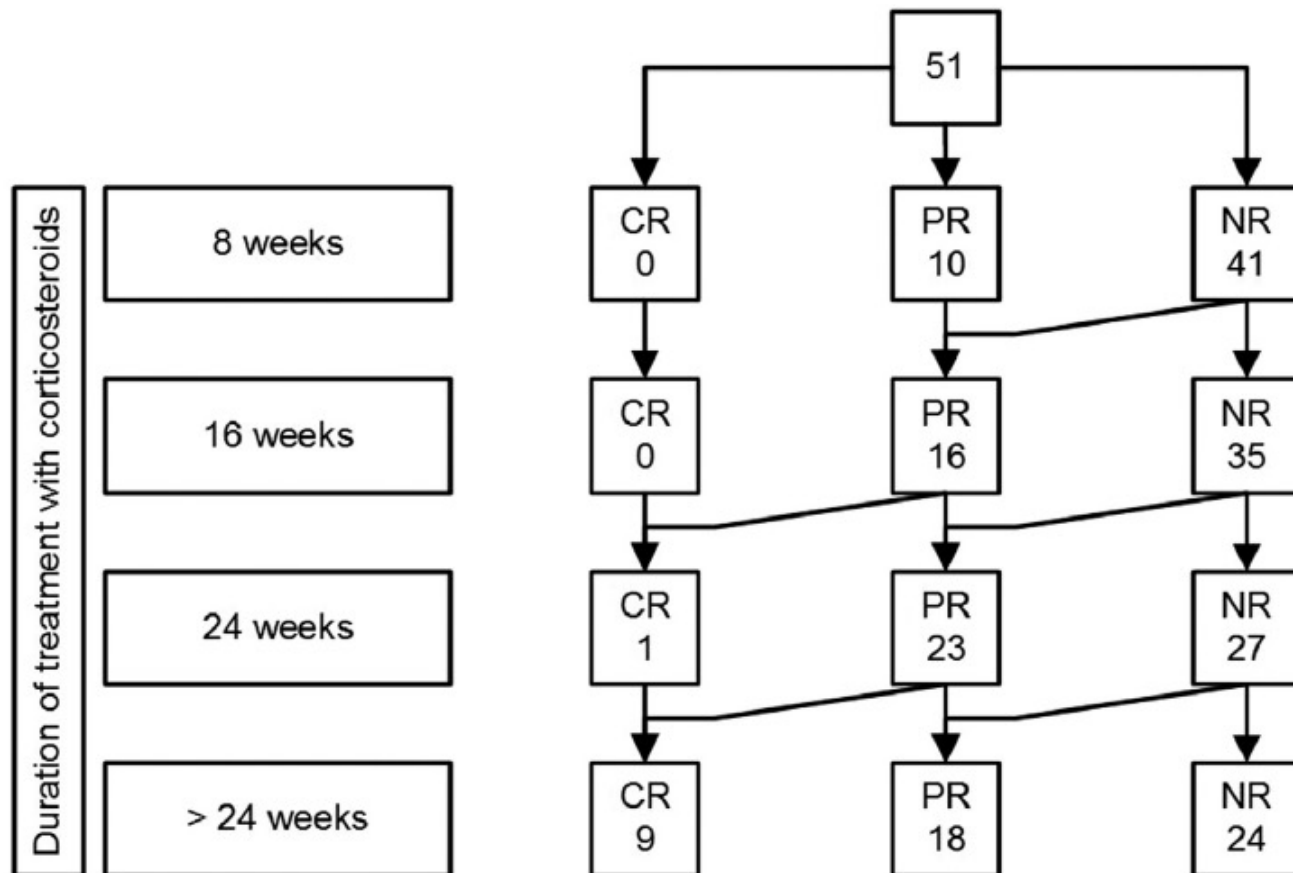 51
Duration of treatment with corticosteroids
8 weeks
CR
0
PR
10
NR
41
16 weeks
CR
0
PR
16
NR
35
24 weeks
CR
1
PR
23
NR
27
> 24 weeks
CR
9
PR
18
NR
24